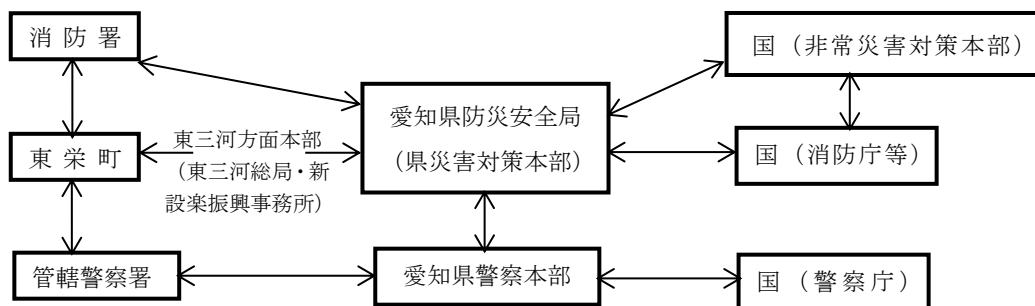 消防署
国(非常災害対策本部)
愛知県防災安全局
(県災害対策本部)
東三河方面本部
(東三河総局・新
設楽振興事務所)
東栄町
国(消防庁等)
管轄警察署
愛知県警察本部
国(警察庁)